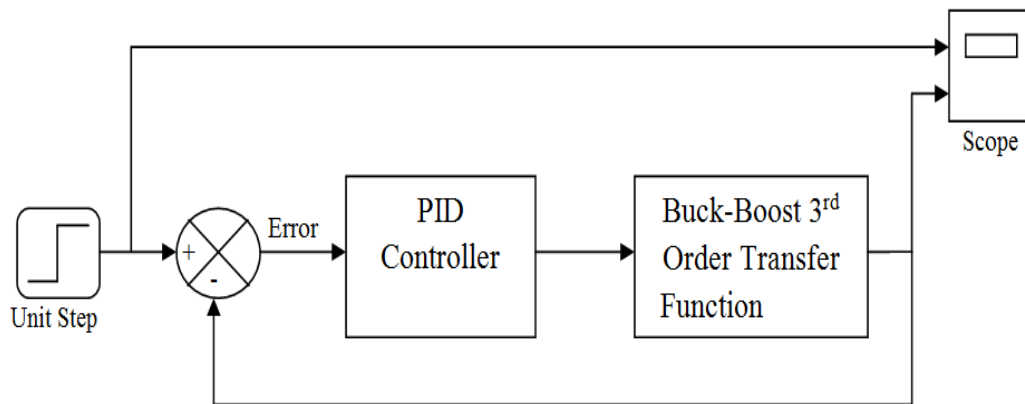 Scope
PID
Controller
Buck-Boost 3rd
Order Transfer
Function
Error
+
-
Unit Step